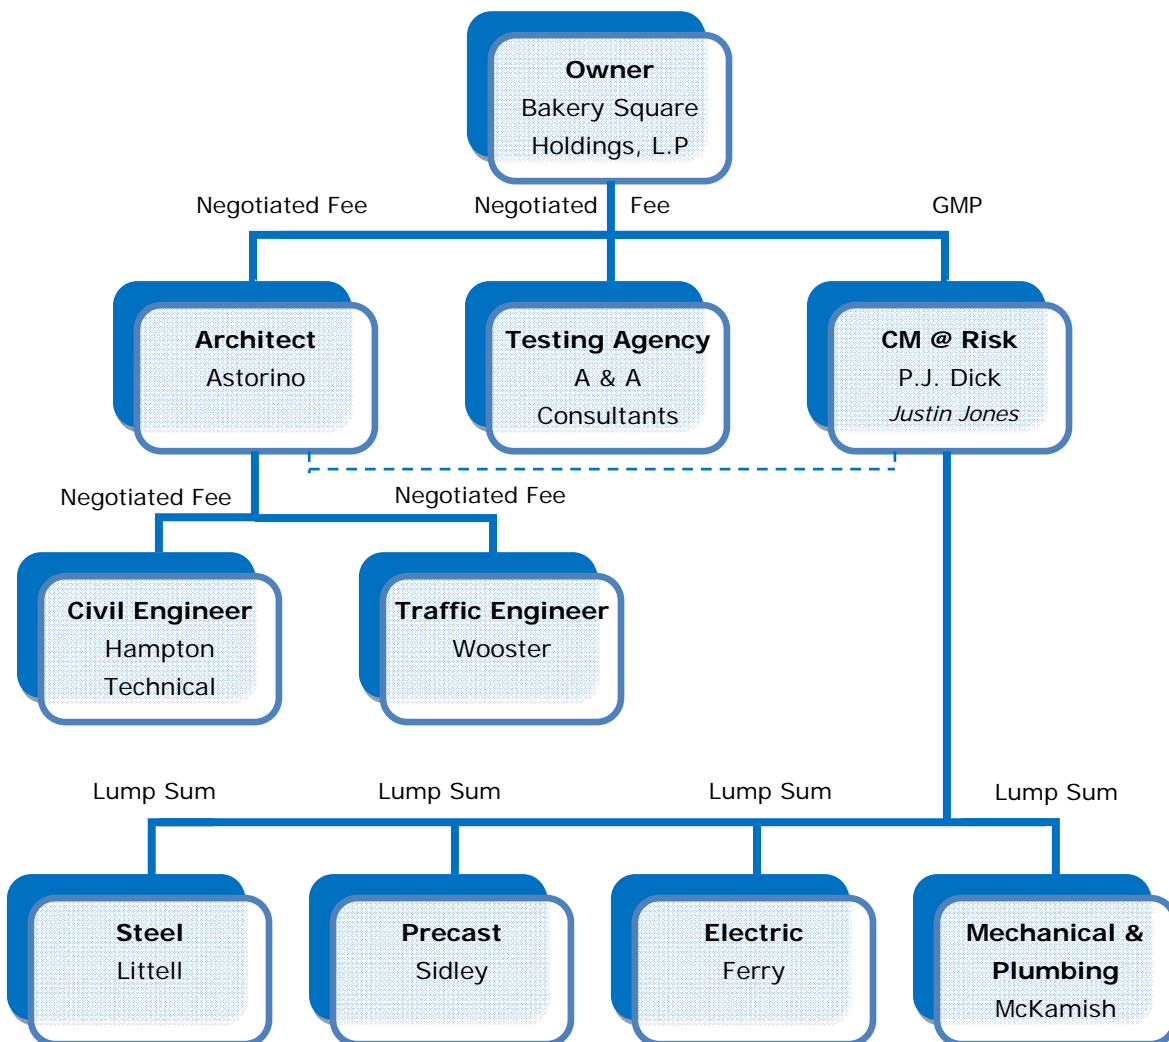 Owner
Bakery Square
Holdings, L.P
Negotiated Fee
Negotiated Fee
GMP
Architect
Astorino
Testing Agency
A & A
Consultants
CM @ Risk
P.J. Dick
Justin Jones
Negotiated Fee
Negotiated Fee
Civil Engineer
Hampton
Technical
Traffic Engineer
Wooster
Lump Sum
Lump Sum
Lump Sum
Lump Sum
Steel
Littell
Precast
Sidley
Electric
Ferry
Mechanical &
Plumbing
McKamish